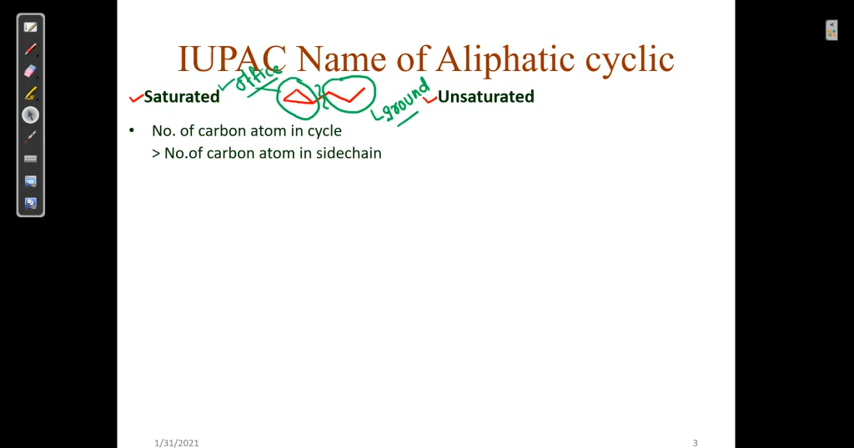 IUPAC Name of Aliphatic cyclic
Saturated
office
ground
Unsaturated
• No. of carbon atom in cycle
> No.of carbon atom in sidechain
1/31/2021
3